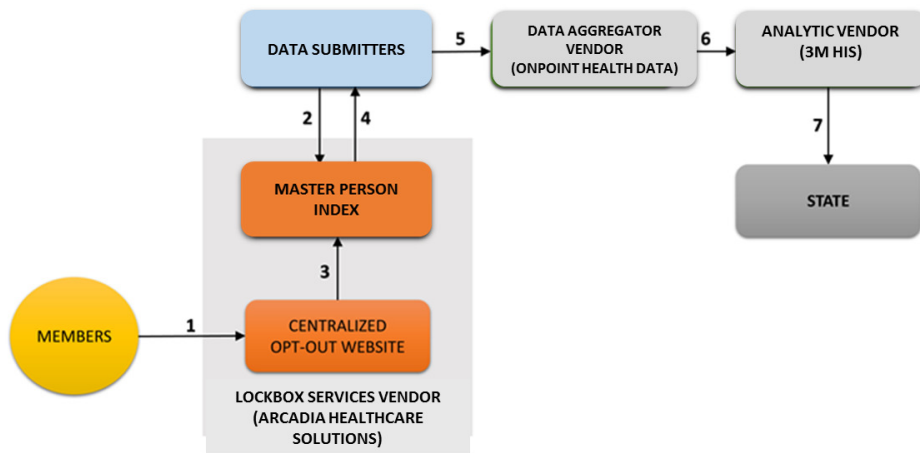 DATA SUBMITTERS
5
DATA AGGREGATOR
VENDOR
(ONPOINT HEALTH DATA)
6
ANALYTIC VENDOR
(3M HIS)
2
4
7
MASTER PERSON
INDEX
STATE
3
MEMBERS
1
CENTRALIZED
OPT-OUT WEBSITE
LOCKBOX SERVICES VENDOR
(ARCADIA HEALTHCARE
SOLUTIONS)